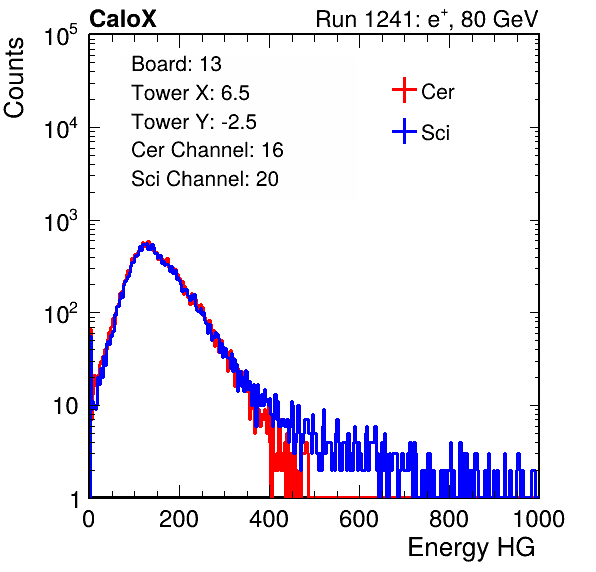 CaloX Run 1241: e⁺, 80 GeV
Counts
Board: 13
Tower X: 6.5
Tower Y: -2.5
Cer Channel: 16
Sci Channel: 20
Cer
Sci
10⁵
10⁴
10³
10²
10
1
0 200 400 600 800 1000
Energy HG